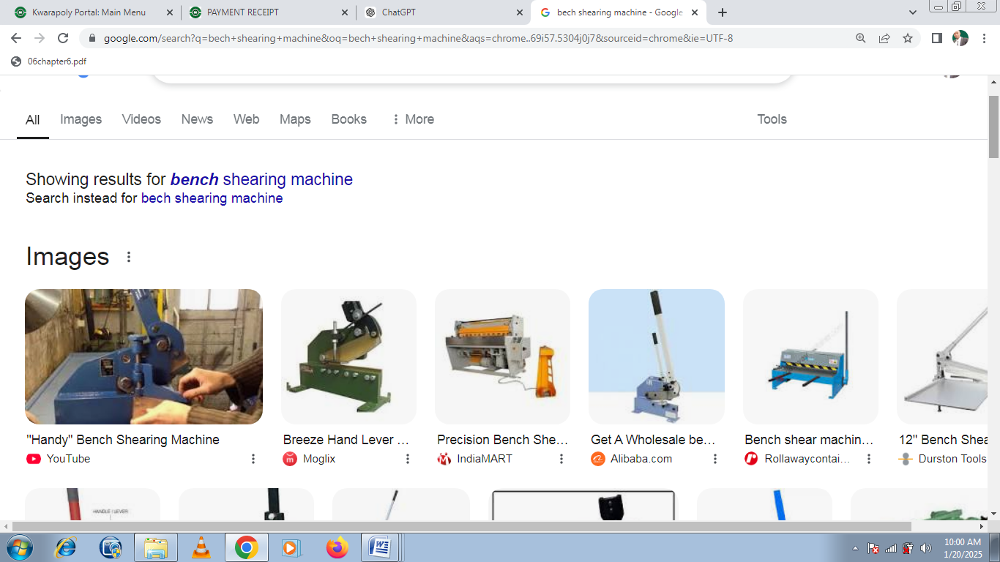 Kwarapoly Portal: Main Menu
PAYMENT RECEIPT
ChatGPT
bech shearing machine - Google
google.com/search?q=bech+shearing+machine&oq=bech+shearing+machine&aqs=chrome..69i57.5304j0j7&sourceid=chrome&ie=UTF-8
06chapter6.pdf
All Images Videos News Web Maps Books More Tools
Showing results for bench shearing machine
Search instead for bech shearing machine
Images
"Handy" Bench Shearing Machine
YouTube
Breeze Hand Lever ...
Moglix
Precision Bench She...
IndiaMART
Get A Wholesale be...
Alibaba.com
Bench shear machin...
Rollawaycontai...
12" Bench Shea
Durston Tools
HANDLE / LEVER
10:00 AM
1/20/2025